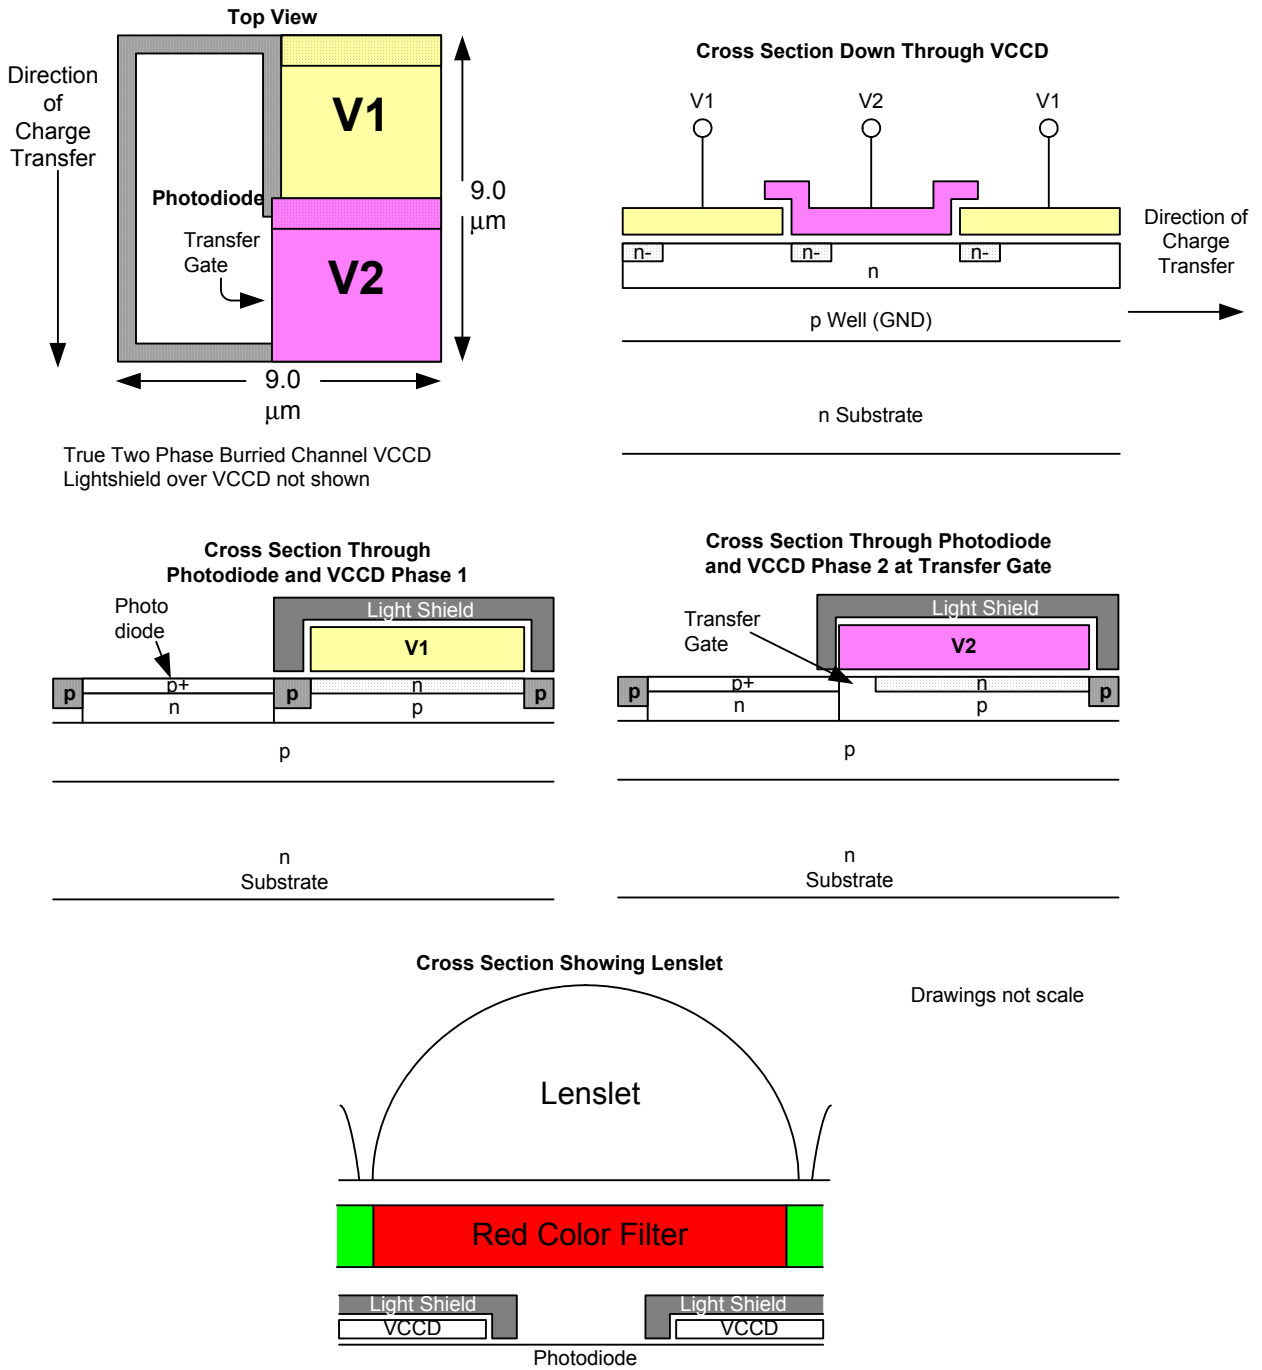 Top View
Direction
of
Charge
Transfer
V1
Photodiode
Transfer
Gate
V2
9.0
μm
9.0
μm
True Two Phase Burried Channel VCCD
Lightshield over VCCD not shown
Cross Section Down Through VCCD
V1
V2
V1
n-
n-
n-
n
p Well (GND)
n Substrate
Direction of
Charge
Transfer
Cross Section Through
Photodiode and VCCD Phase 1
Photo
diode
Light Shield
V1
p
p+
n
p
n
p
p
p
n
Substrate
Cross Section Through Photodiode
and VCCD Phase 2 at Transfer Gate
Transfer
Gate
Light Shield
V2
p
p+
n
n
p
p
p
n
Substrate
Cross Section Showing Lenslet
Drawings not scale
Lenslet
Red Color Filter
Light Shield
VCCD
Light Shield
VCCD
Photodiode